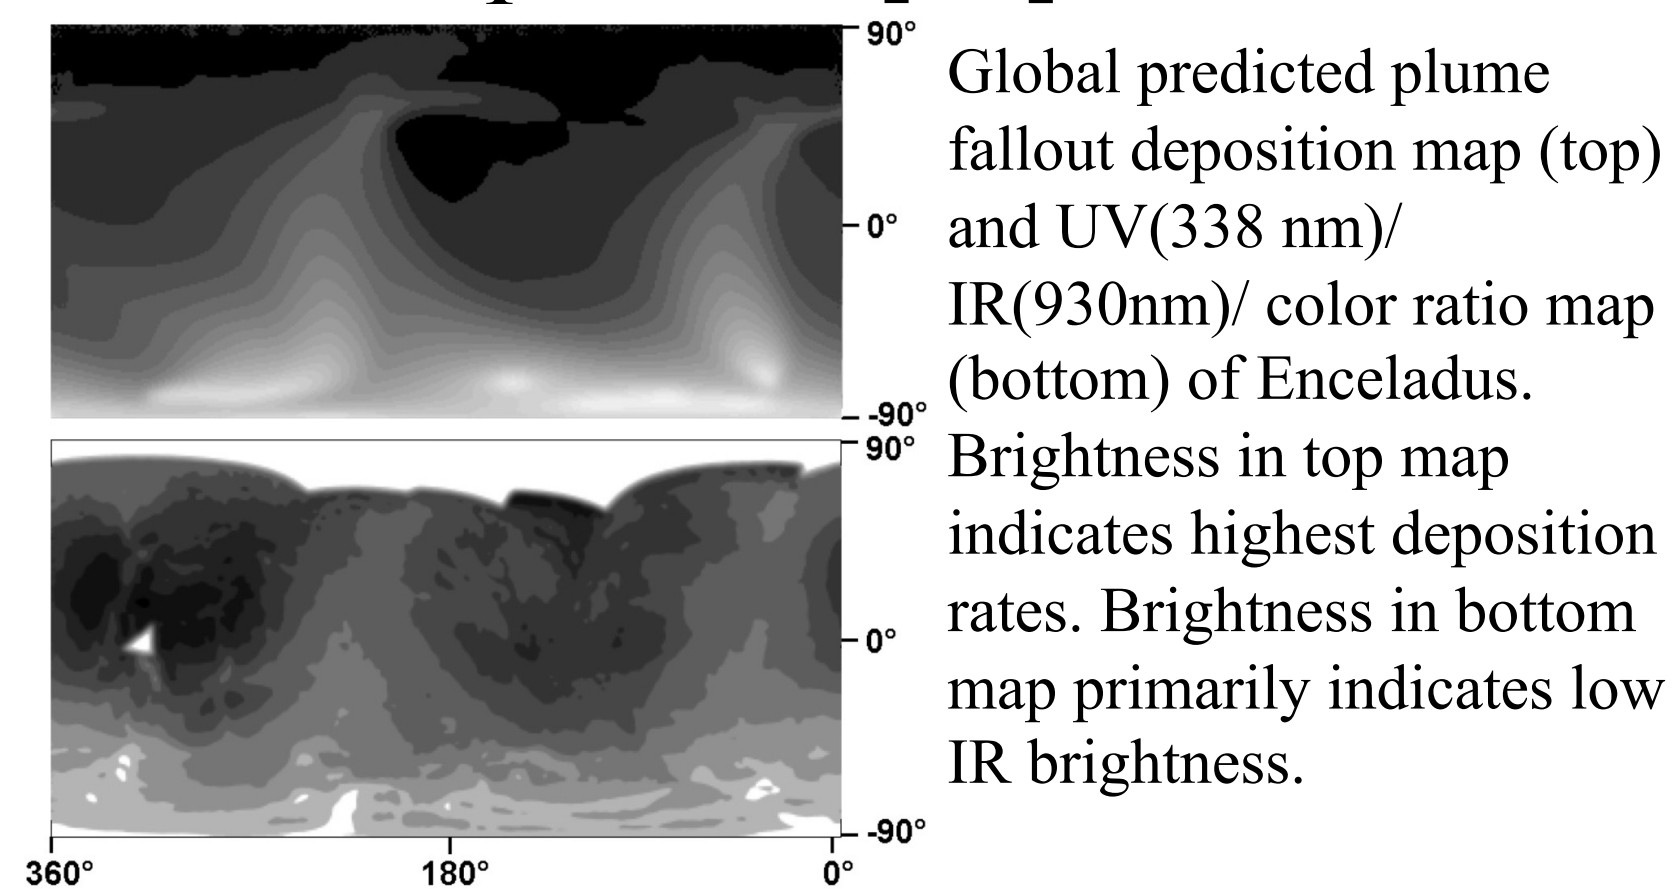 90°
0°
-90°
90°
0°
-90°
360°
180°
0°
Global predicted plume
fallout deposition map (top)
and UV(338 nm)/
IR(930nm)/ color ratio map
(bottom) of Enceladus.
Brightness in top map
indicates highest deposition
rates. Brightness in bottom
map primarily indicates low
IR brightness.